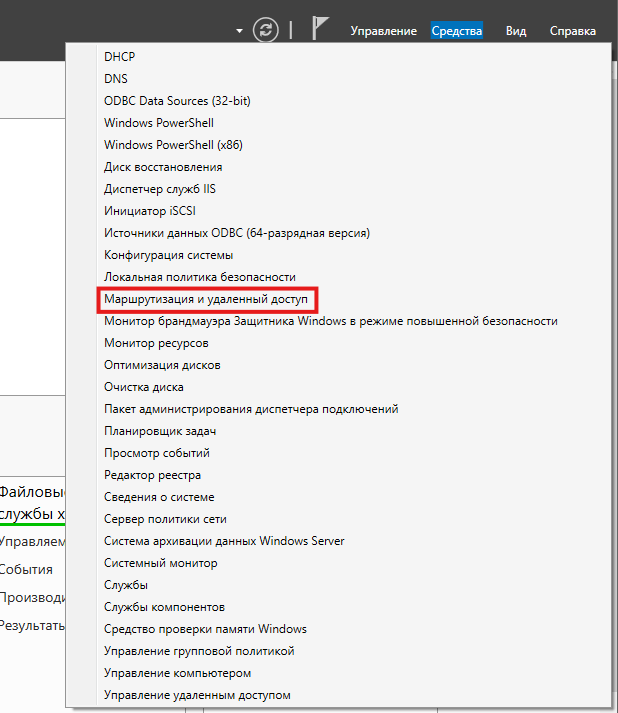 Управление Средства Вид Справка
DHCP
DNS
ODBC Data Sources (32-bit)
Windows PowerShell
Windows PowerShell (x86)
Диск восстановления
Диспетчер служб IIS
Инициатор iSCSI
Источники данных ODBC (64-разрядная версия)
Конфигурация системы
Локальная политика безопасности
Маршрутизация и удаленный доступ
Монитор брандмауэра Защитника Windows в режиме повышенной безопасности
Монитор ресурсов
Оптимизация дисков
Очистка диска
Пакет администрирования диспетчера подключений
Планировщик задач
Просмотр событий
Редактор реестра
Сведения о системе
Сервер политики сети
Система архивации данных Windows Server
Системный монитор
Службы
Службы компонентов
Средство проверки памяти Windows
Управление групповой политикой
Управление компьютером
Управление удаленным доступом
Файловые
службы х
Управляем
События
Производи
Результать